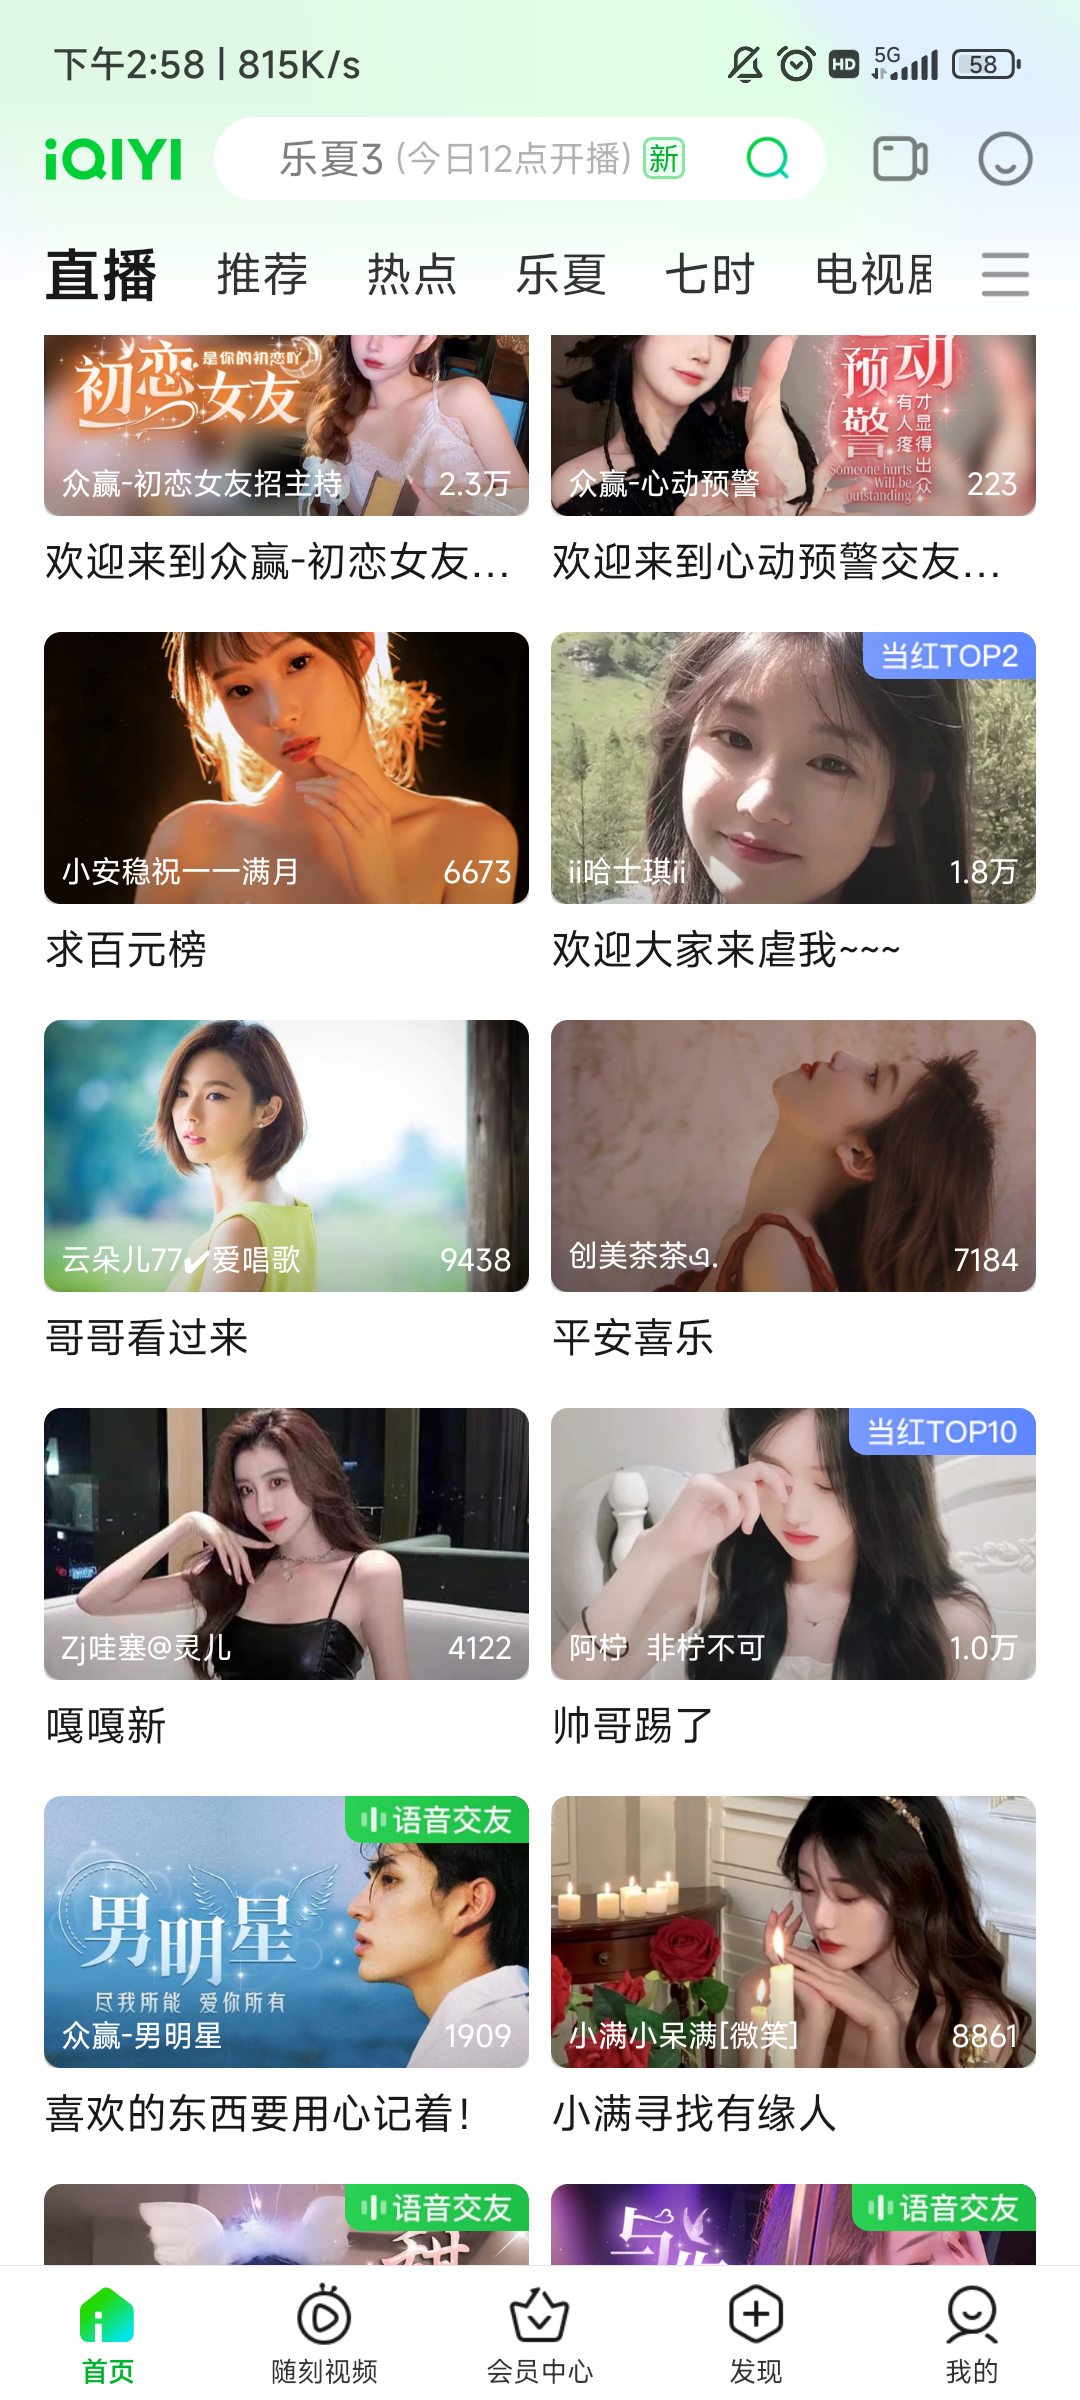 下午2:58 | 815K/s
HD
5G
58
iQIYI
乐夏3 (今日12点开播) 新
直播 推荐 热点 乐夏 七时 电视剧
初恋女友
是你的初恋吖
众赢-初恋女友招主持 2.3万
预动
警
有人疼
才显得出众
Someone hurts
Will be
outstanding
众赢-心动预警 223
欢迎来到众赢-初恋女友...
欢迎来到心动预警交友...
小安稳祝一一满月 6673
当红TOP2
ii哈士琪ii 1.8万
求百元榜
欢迎大家来虐我~~~
云朵儿77✔爱唱歌 9438
创美茶茶 7184
哥哥看过来
平安喜乐
Zj哇塞@灵儿 4122
当红TOP10
阿柠 非柠不可 1.0万
嘎嘎新
帅哥踢了
语音交友
男明星
尽我所能 爱你所有
众赢-男明星 1909
小满小呆满[微笑] 8861
喜欢的东西要用心记着！
小满寻找有缘人
语音交友
语音交友
首页 随刻视频 会员中心 发现 我的